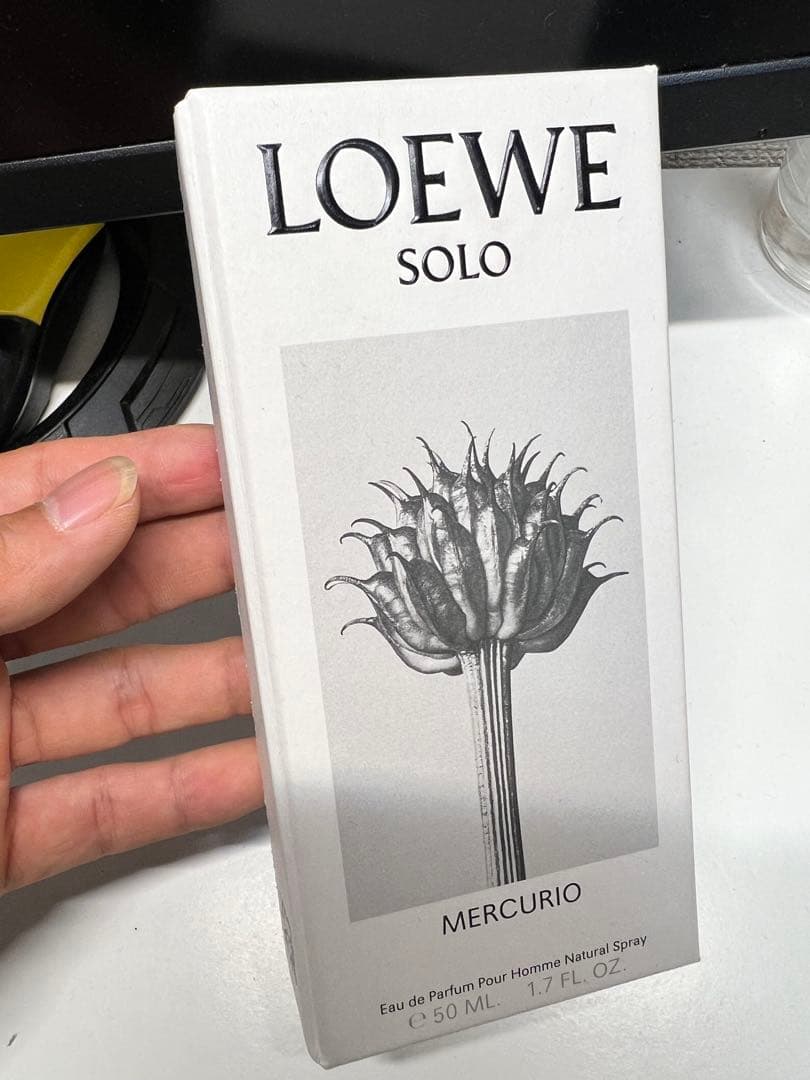 LOEWE
SOLO
MERCURIO
Eau de Parfum Pour Homme Natural Spray
℮ 50 ML. 1.7 FL. OZ.